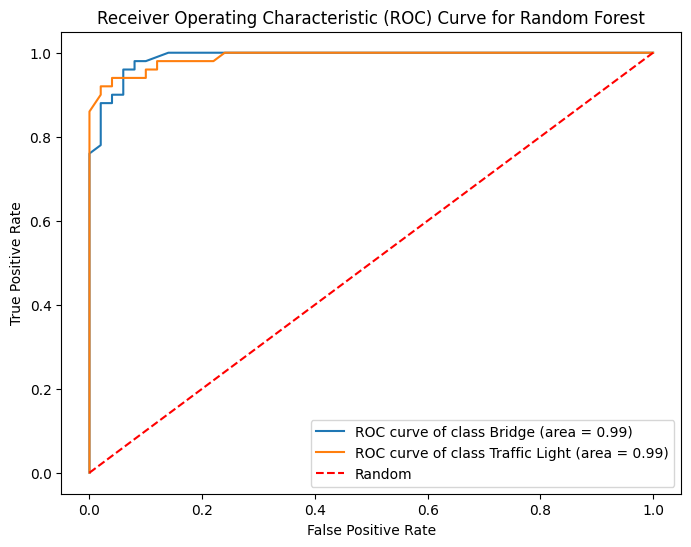 Receiver Operating Characteristic (ROC) Curve for Random Forest
True Positive Rate
1.0
0.8
0.6
0.4
0.2
0.0
ROC curve of class Bridge (area = 0.99)
ROC curve of class Traffic Light (area = 0.99)
Random
0.0 0.2 0.4 0.6 0.8 1.0
False Positive Rate